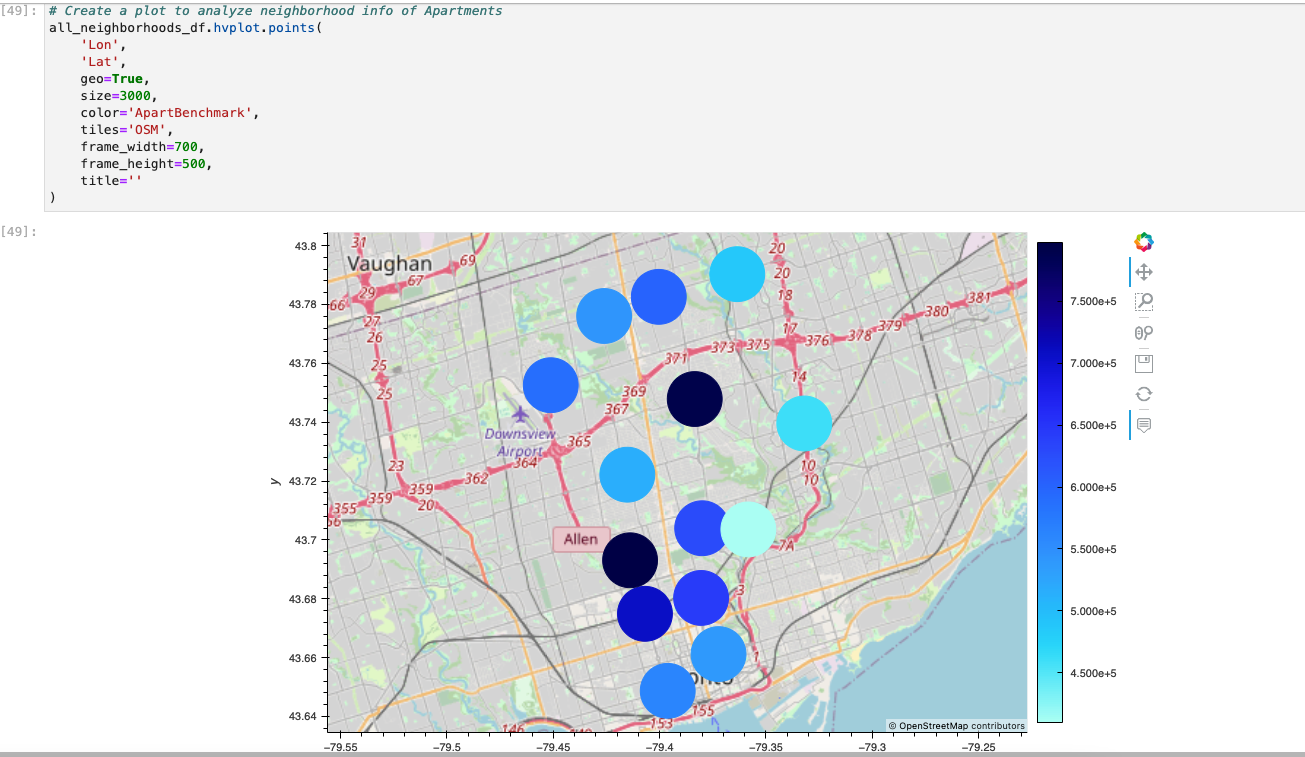 [49]: # Create a plot to analyze neighborhood info of Apartments
all_neighborhoods_df.hvplot.points(
'Lon',
'Lat',
geo=True,
size=3000,
color='ApartBenchmark',
tiles='OSM',
frame_width=700,
frame_height=500,
title=''
)
[49]:
y
43.8
43.78
43.76
43.74
43.72
43.7
43.68
43.66
43.64
31
Vaughan
69
67
29
66
27
26
25
25
20
20
18
17
381
380
379
378
376
375
373
371
14
369
367
365
Downsview
Airport
364
362
359
359
355
23
20
10
10
Allen
7A
3
1
155
153
146
© OpenStreetMap contributors
−79.55
−79.5
−79.45
−79.4
−79.35
−79.3
−79.25
7.500e+5
7.000e+5
6.500e+5
6.000e+5
5.500e+5
5.000e+5
4.500e+5